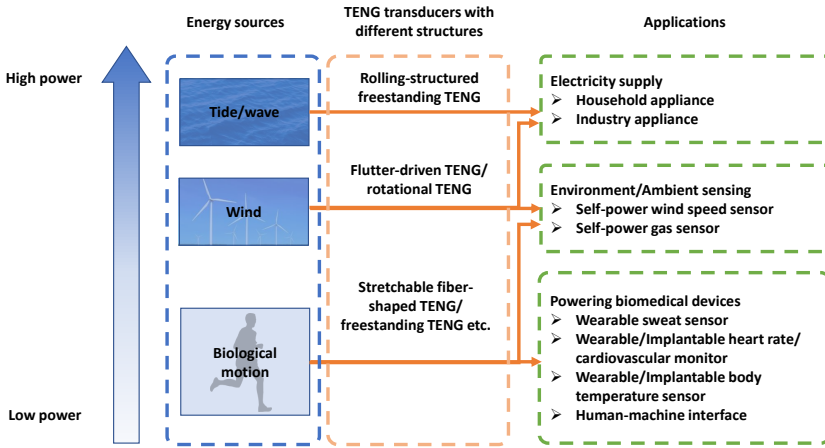 Energy sources
TENG transducers with
different structures
Applications
High power
Low power
Tide/wave
Wind
Biological
motion
Rolling-structured
freestanding TENG
Flutter-driven TENG/
rotational TENG
Stretchable fiber-
shaped TENG/
freestanding TENG etc.
Electricity supply
➢ Household appliance
➢ Industry appliance
Environment/Ambient sensing
➢ Self-power wind speed sensor
➢ Self-power gas sensor
Powering biomedical devices
➢ Wearable sweat sensor
➢ Wearable/Implantable heart rate/
cardiovascular monitor
➢ Wearable/Implantable body
temperature sensor
➢ Human-machine interface